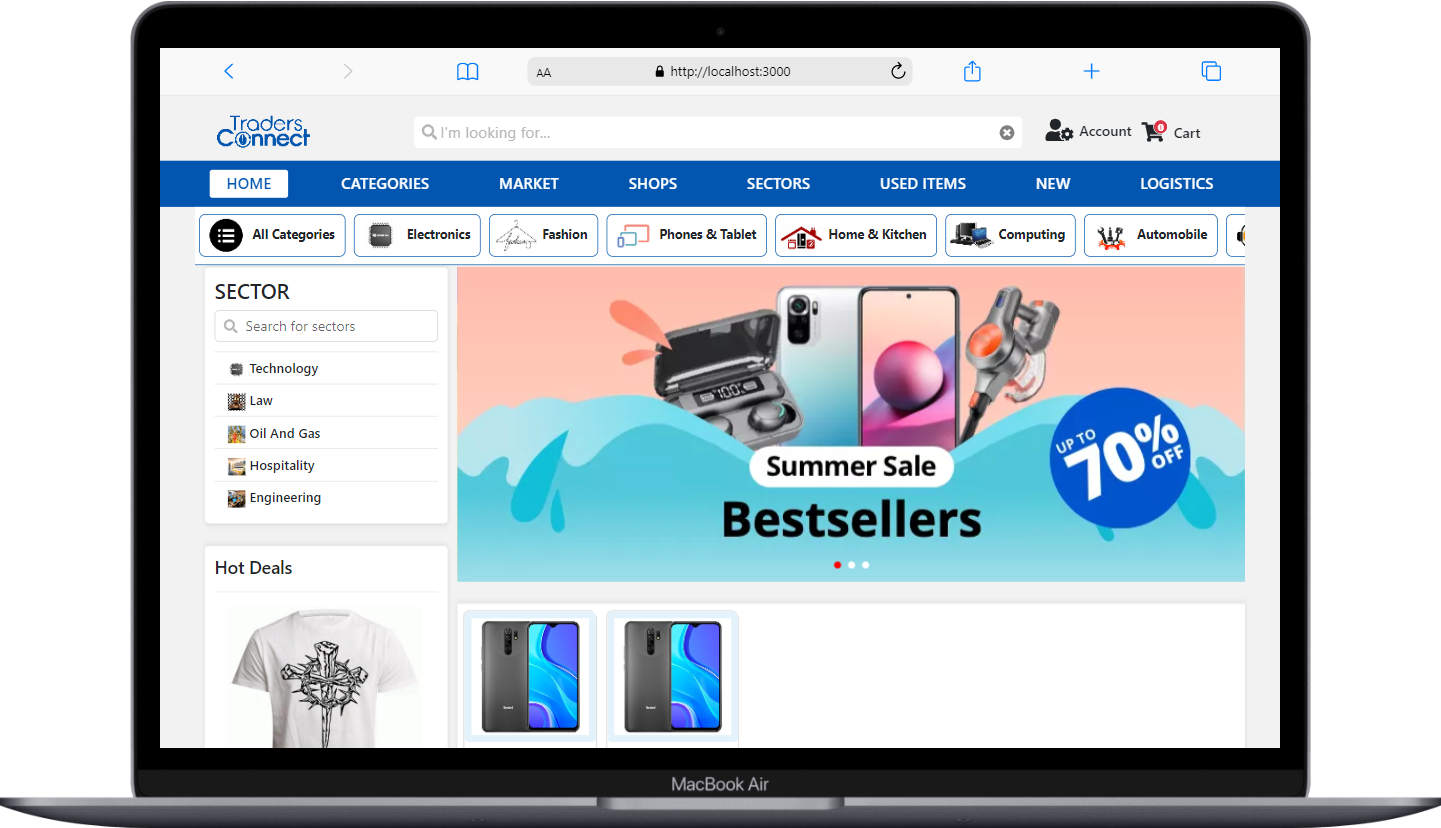 AA
http://localhost:3000
Traders
Connect
I'm looking for...
Account
0
Cart
HOME
CATEGORIES
MARKET
SHOPS
SECTORS
USED ITEMS
NEW
LOGISTICS
All Categories
Electronics
Fashion
Phones & Tablet
Home & Kitchen
Computing
Automobile
SECTOR
Search for sectors
Technology
Law
Oil And Gas
Hospitality
Engineering
100
UP TO
70%
OFF
Summer Sale
Bestsellers
Hot Deals
MacBook Air